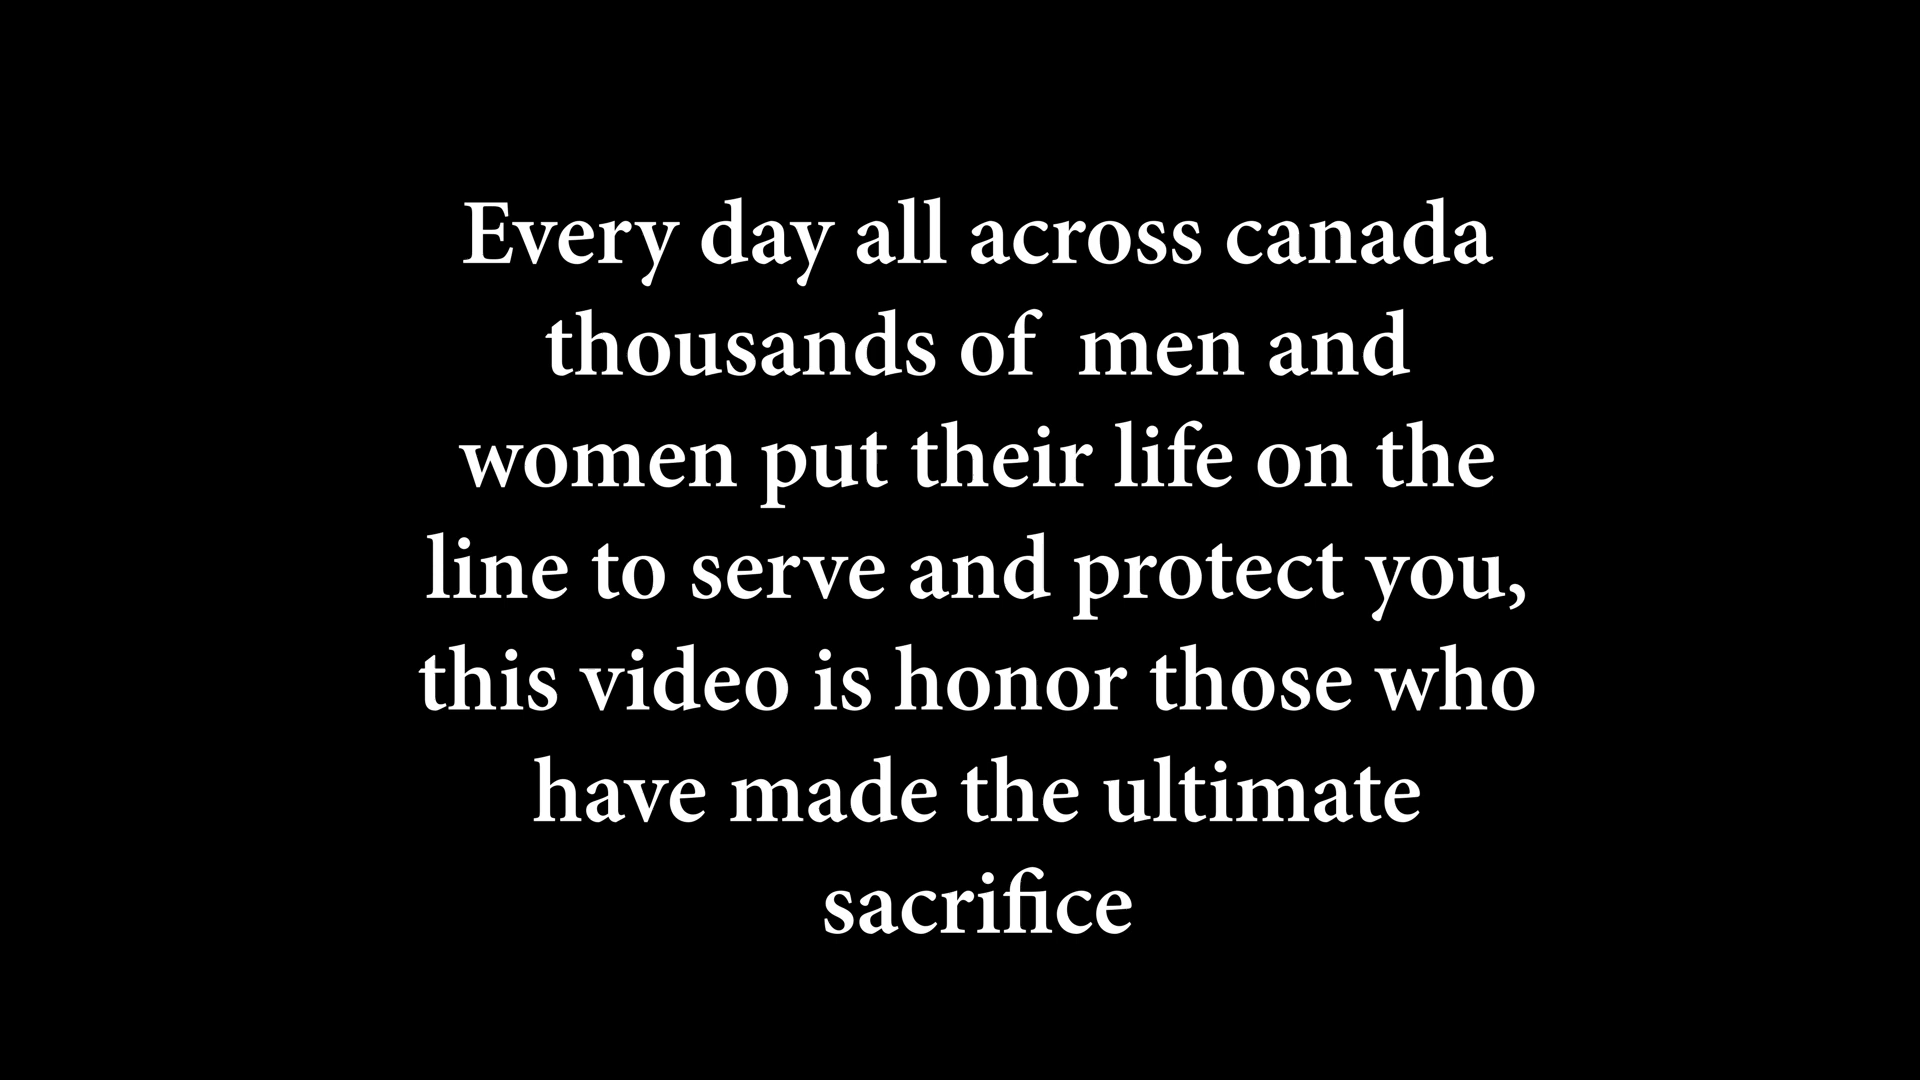 Every day all across canada
thousands of  men and
women put their life on the
line to serve and protect you,
this video is honor those who
have made the ultimate
sacrifice